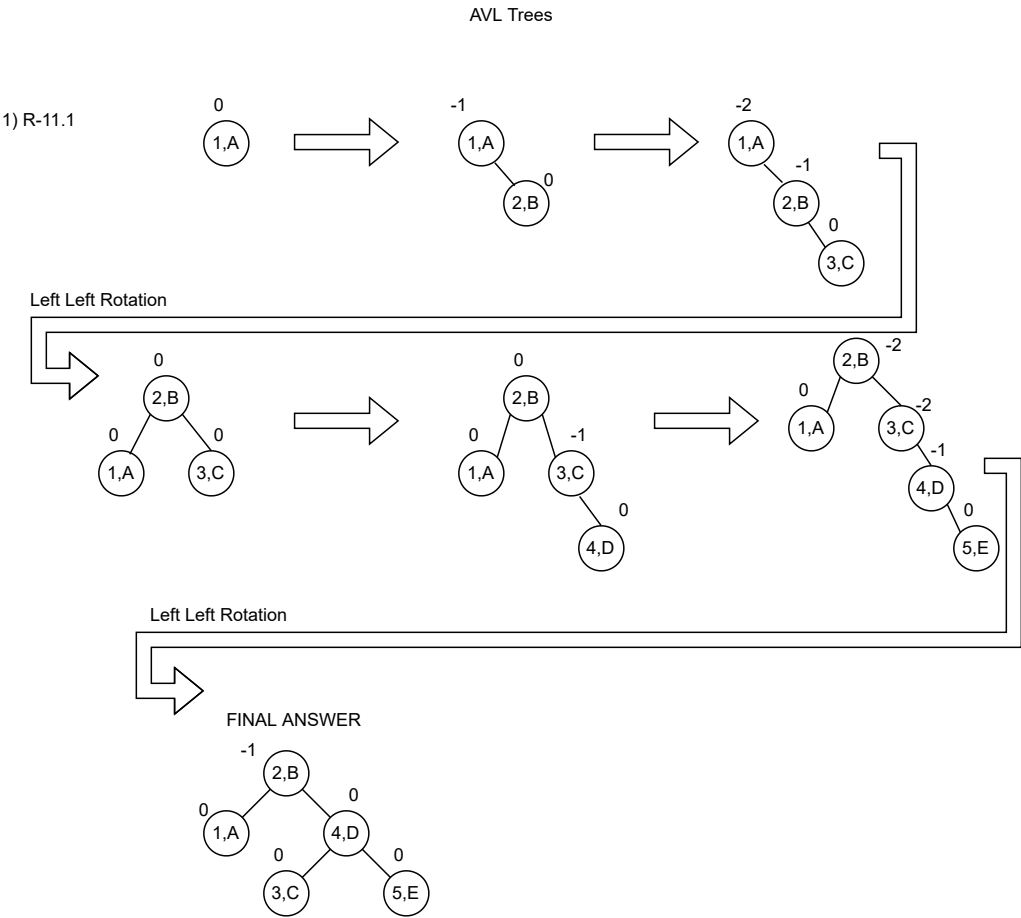 AVL Trees
1) R-11.1
0
1,A
-1
1,A
0
2,B
-2
1,A
-1
2,B
0
3,C
Left Left Rotation
0
2,B
0
1,A
0
3,C
0
2,B
0
1,A
-1
3,C
0
4,D
-2
2,B
0
1,A
-2
3,C
-1
4,D
0
5,E
Left Left Rotation
FINAL ANSWER
-1
2,B
0
1,A
0
4,D
0
3,C
0
5,E